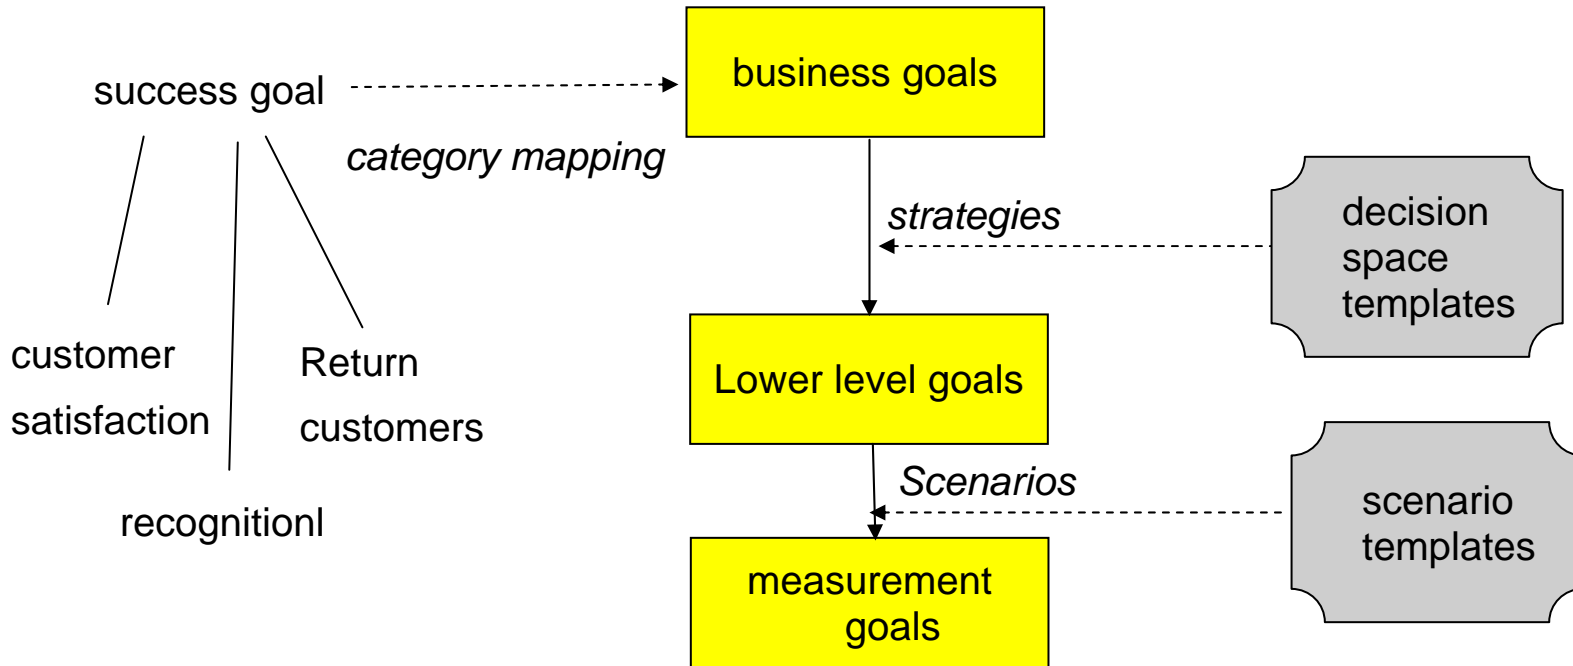 success goal
business goals
category mapping
strategies
decision
space
templates
customer
satisfaction
Return
customers
recognitionl
Lower level goals
Scenarios
scenario
templates
measurement
goals